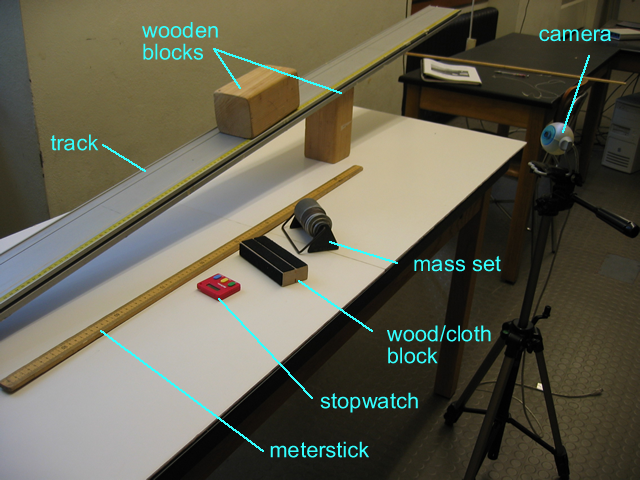 wooden
blocks
camera
track
mass set
wood/cloth
block
stopwatch
meterstick